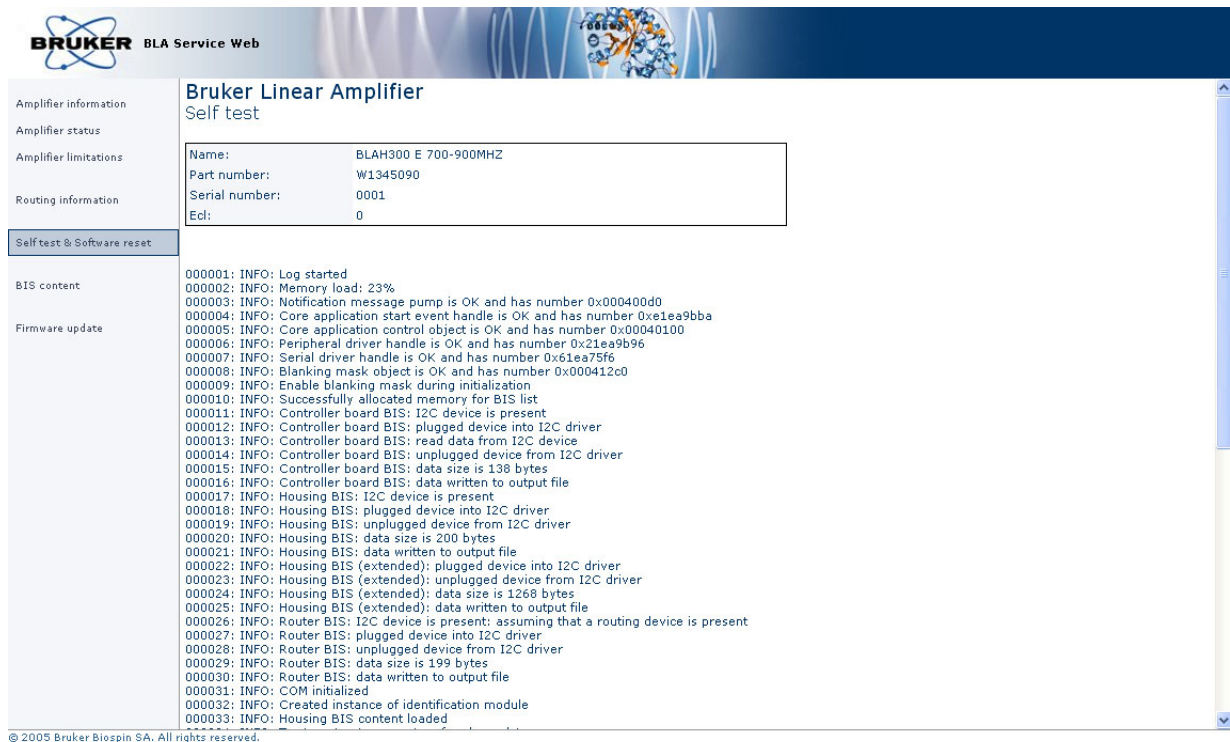 BRUKER BLA Service Web
Amplifier information
Amplifier status
Amplifier limitations
Routing information
Self test & Software reset
BIS content
Firmware update
Bruker Linear Amplifier
Self test
Name: BLAH300 E 700-900MHZ
Part number: W1345090
Serial number: 0001
Ecl: 0
000001: INFO: Log started
000002: INFO: Memory load: 23%
000003: INFO: Notification message pump is OK and has number 0x000400d0
000004: INFO: Core application start event handle is OK and has number 0xe1ea9bba
000005: INFO: Core application control object is OK and has number 0x00040100
000006: INFO: Peripheral driver handle is OK and has number 0x21ea9b96
000007: INFO: Serial driver handle is OK and has number 0x61ea75f6
000008: INFO: Blanking mask object is OK and has number 0x000412c0
000009: INFO: Enable blanking mask during initialization
000010: INFO: Successfully allocated memory for BIS list
000011: INFO: Controller board BIS: I2C device is present
000012: INFO: Controller board BIS: plugged device into I2C driver
000013: INFO: Controller board BIS: read data from I2C device
000014: INFO: Controller board BIS: unplugged device from I2C driver
000015: INFO: Controller board BIS: data size is 138 bytes
000016: INFO: Controller board BIS: data written to output file
000017: INFO: Housing BIS: I2C device is present
000018: INFO: Housing BIS: plugged device into I2C driver
000019: INFO: Housing BIS: unplugged device from I2C driver
000020: INFO: Housing BIS: data size is 200 bytes
000021: INFO: Housing BIS: data written to output file
000022: INFO: Housing BIS (extended): plugged device into I2C driver
000023: INFO: Housing BIS (extended): unplugged device from I2C driver
000024: INFO: Housing BIS (extended): data size is 1268 bytes
000025: INFO: Housing BIS (extended): data written to output file
000026: INFO: Router BIS: I2C device is present: assuming that a routing device is present
000027: INFO: Router BIS: plugged device into I2C driver
000028: INFO: Router BIS: unplugged device from I2C driver
000029: INFO: Router BIS: data size is 199 bytes
000030: INFO: Router BIS: data written to output file
000031: INFO: COM initialized
000032: INFO: Created instance of identification module
000033: INFO: Housing BIS content loaded
© 2005 Bruker Biospin SA. All rights reserved.